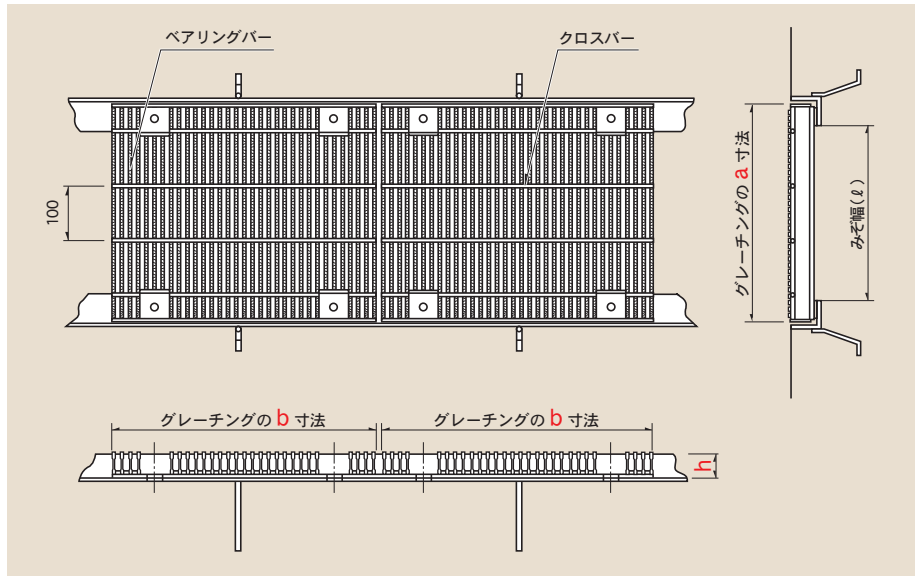 ベアリングバー
クロスバー
100
グレーチングの a 寸法
みぞ幅(ℓ)
グレーチングの b 寸法
グレーチングの b 寸法
h